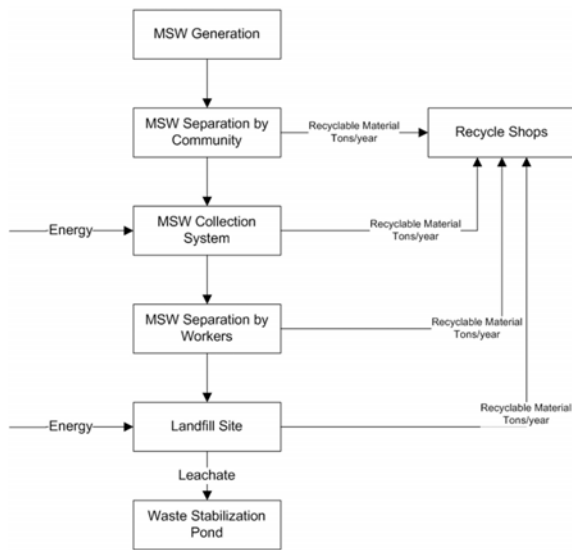 MSW Generation
MSW Separation by
Community
Recyclable Material
Tons/year
Recycle Shops
Energy
MSW Collection
System
Recyclable Material
Tons/year
MSW Separation by
Workers
Recyclable Material
Tons/year
Energy
Landfill Site
Recyclable Material
Tons/year
Leachate
Waste Stabilization
Pond